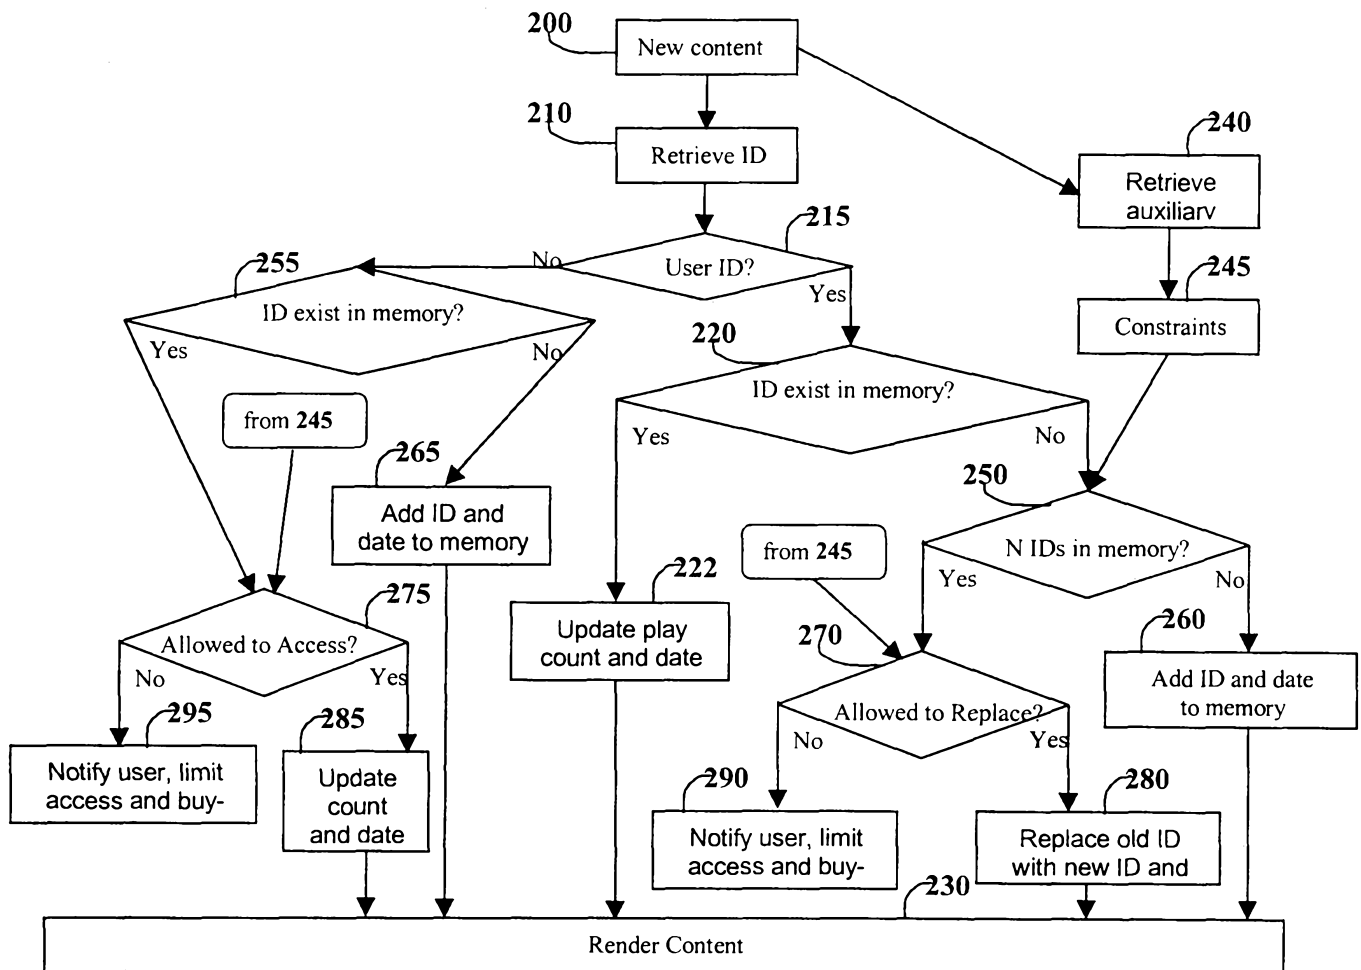 200
New content
210
Retrieve ID
240
Retrieve
auxiliary
215
User ID?
No
Yes
255
ID exist in memory?
Yes
No
245
Constraints
220
ID exist in memory?
Yes
No
from 245
265
Add ID and
date to memory
250
N IDs in memory?
Yes
No
from 245
222
Update play
count and date
275
Allowed to Access?
No
Yes
270
Allowed to Replace?
No
Yes
260
Add ID and date
to memory
295
Notify user, limit
access and buy-
285
Update
count
and date
290
Notify user, limit
access and buy-
280
Replace old ID
with new ID and
230
Render Content